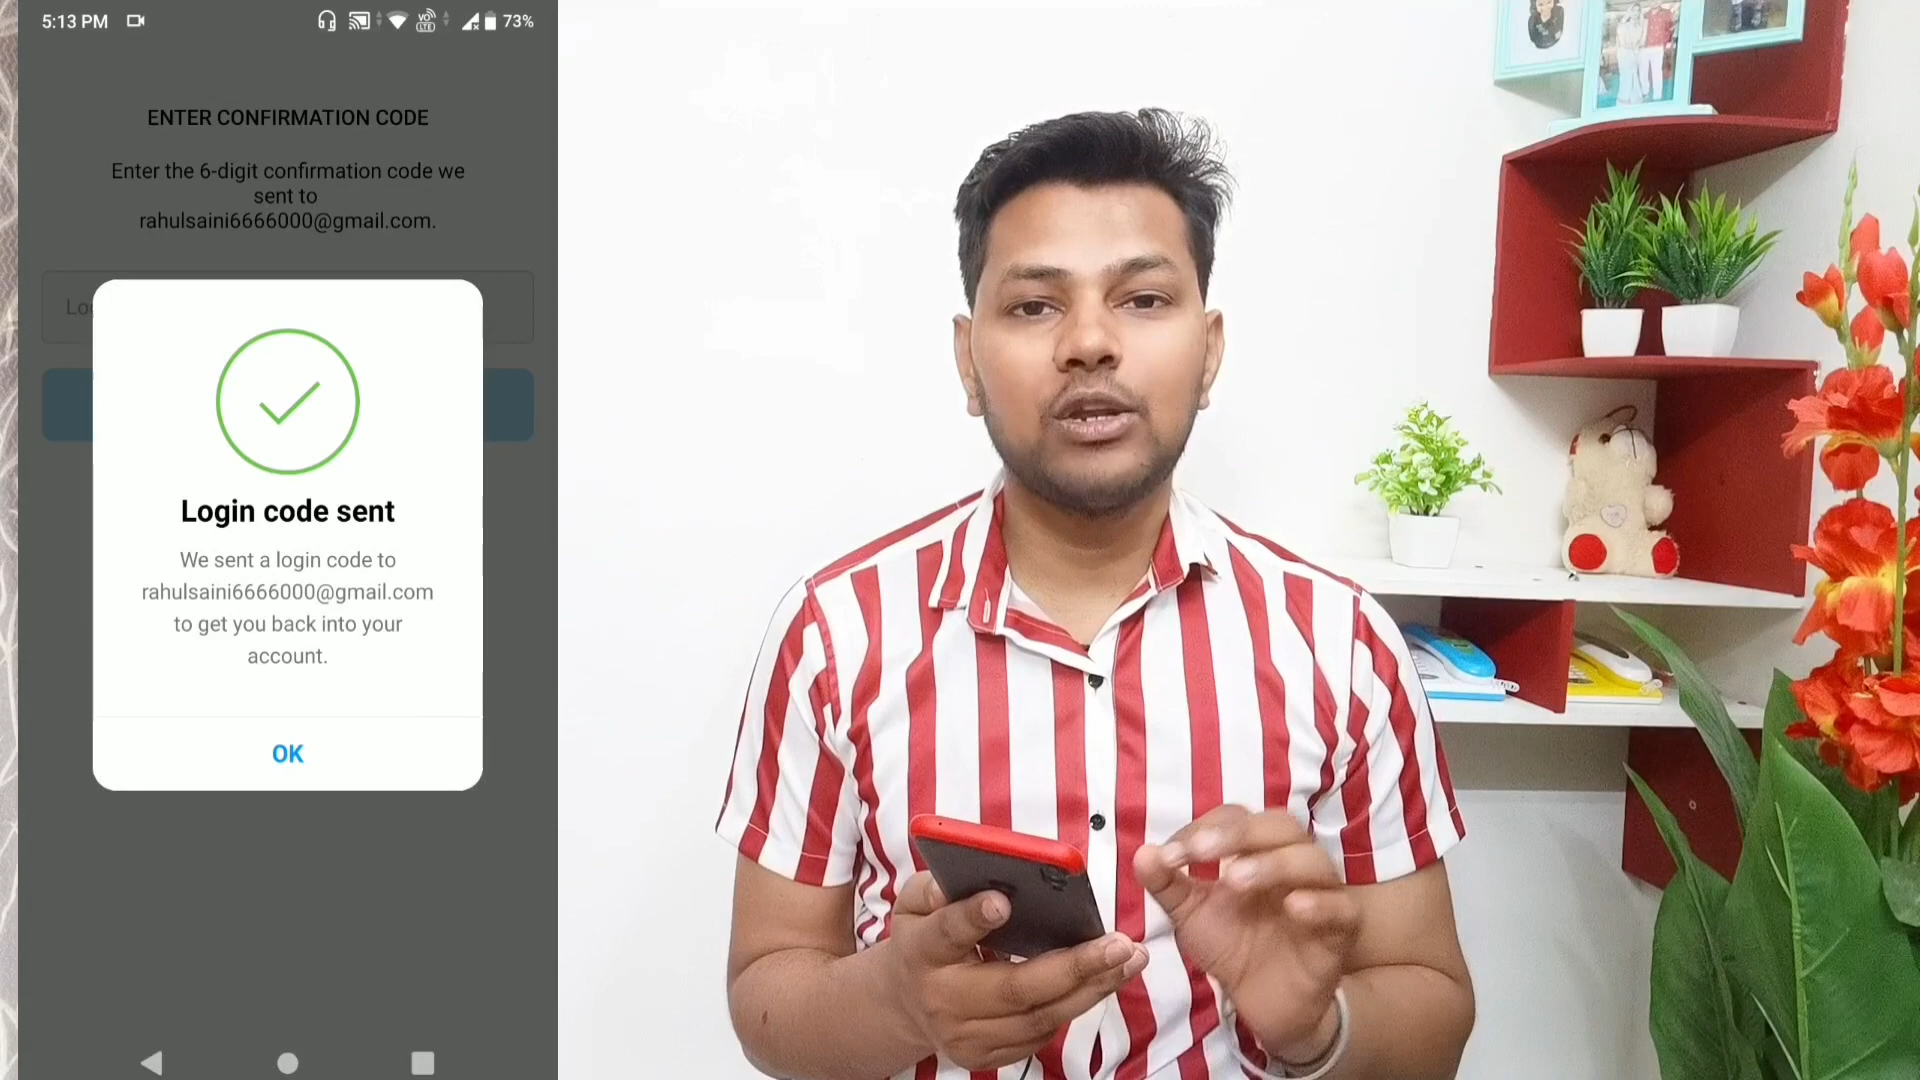 5:13 PM
VO
LTE
73%
ENTER CONFIRMATION CODE
Enter the 6-digit confirmation code we
sent to
rahulsaini6666000@gmail.com.
Login code sent
We sent a login code to
rahulsaini6666000@gmail.com
to get you back into your
account.
OK